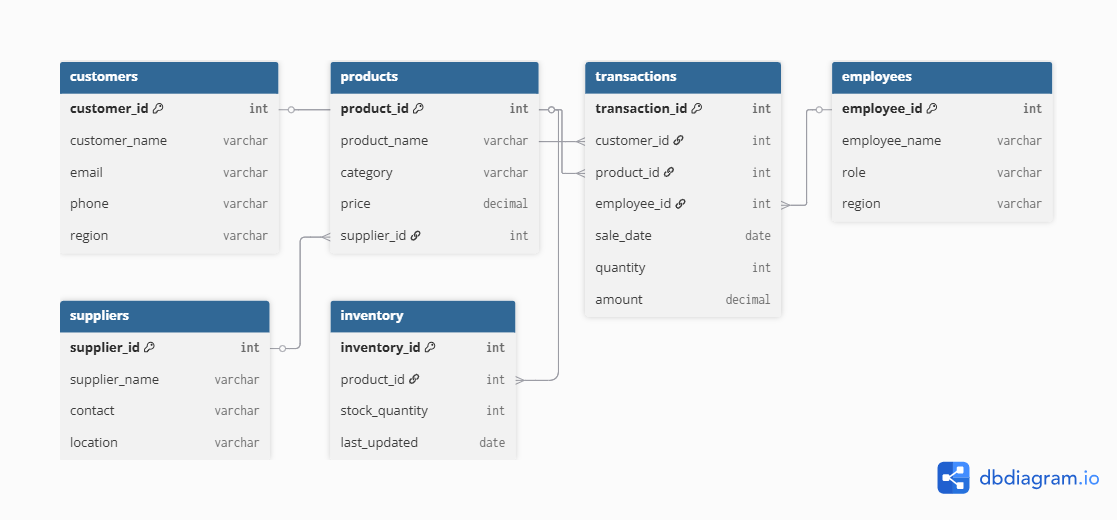 customers
customer_id int
customer_name varchar
email varchar
phone varchar
region varchar
products
product_id int
product_name varchar
category varchar
price decimal
supplier_id int
transactions
transaction_id int
customer_id int
product_id int
employee_id int
sale_date date
quantity int
amount decimal
employees
employee_id int
employee_name varchar
role varchar
region varchar
suppliers
supplier_id int
supplier_name varchar
contact varchar
location varchar
inventory
inventory_id int
product_id int
stock_quantity int
last_updated date
dbdiagram.io